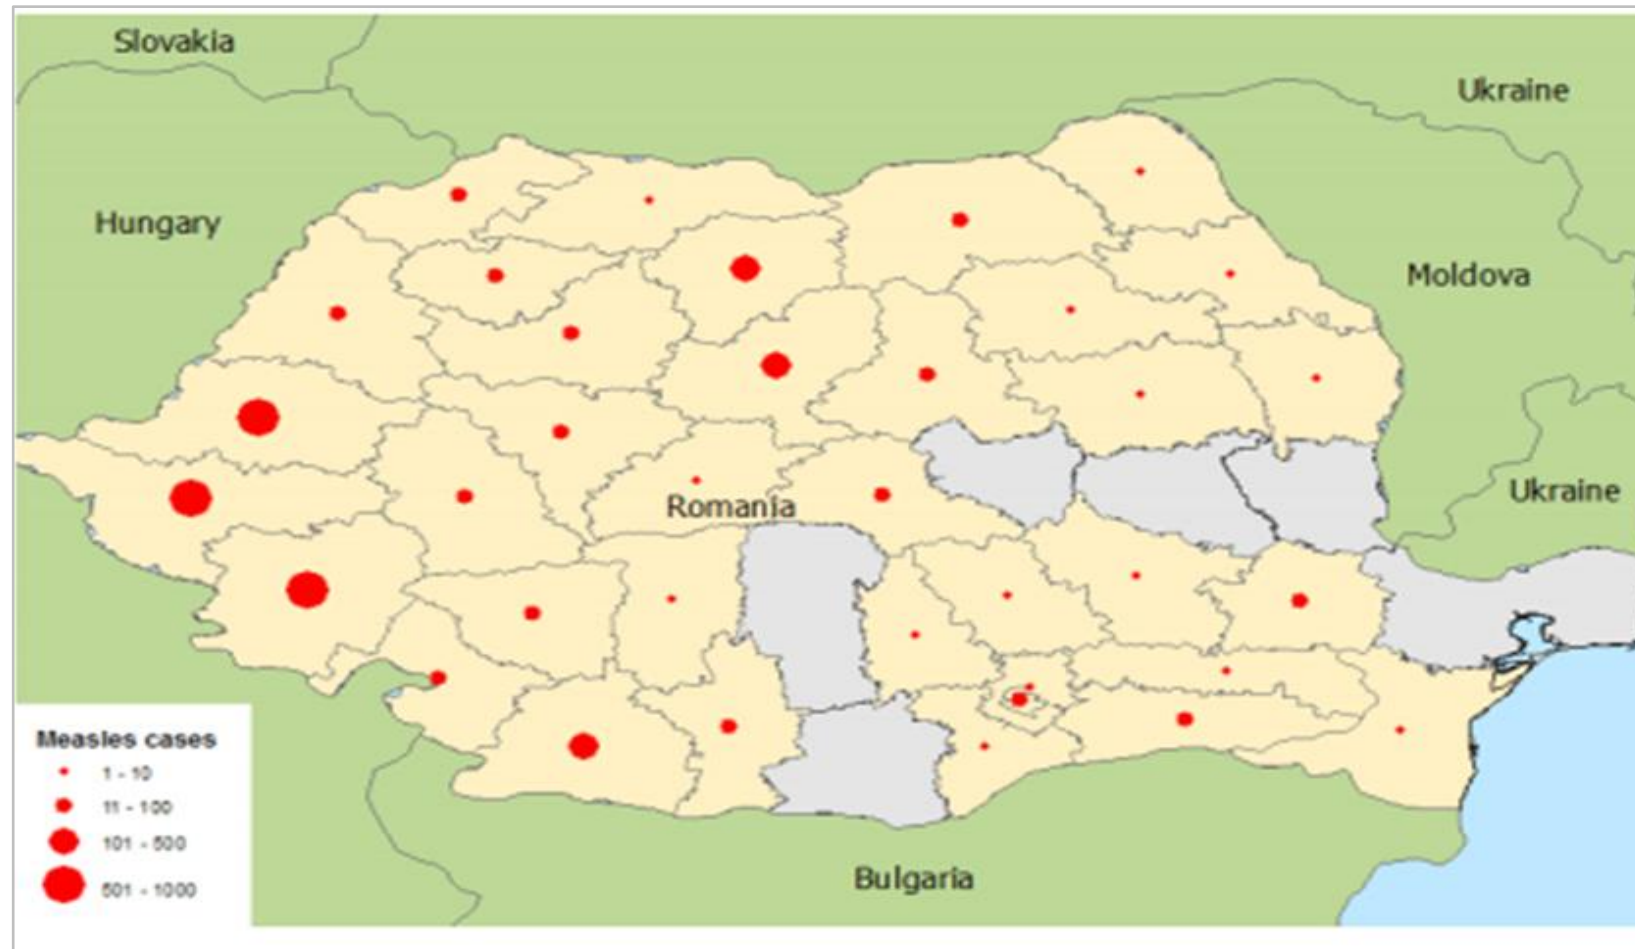 Slovakia
Ukraine
Hungary
Moldova
Ukraine
Romania
Bulgaria
Measles cases
1 - 10
11 - 100
101 - 500
501 - 1000